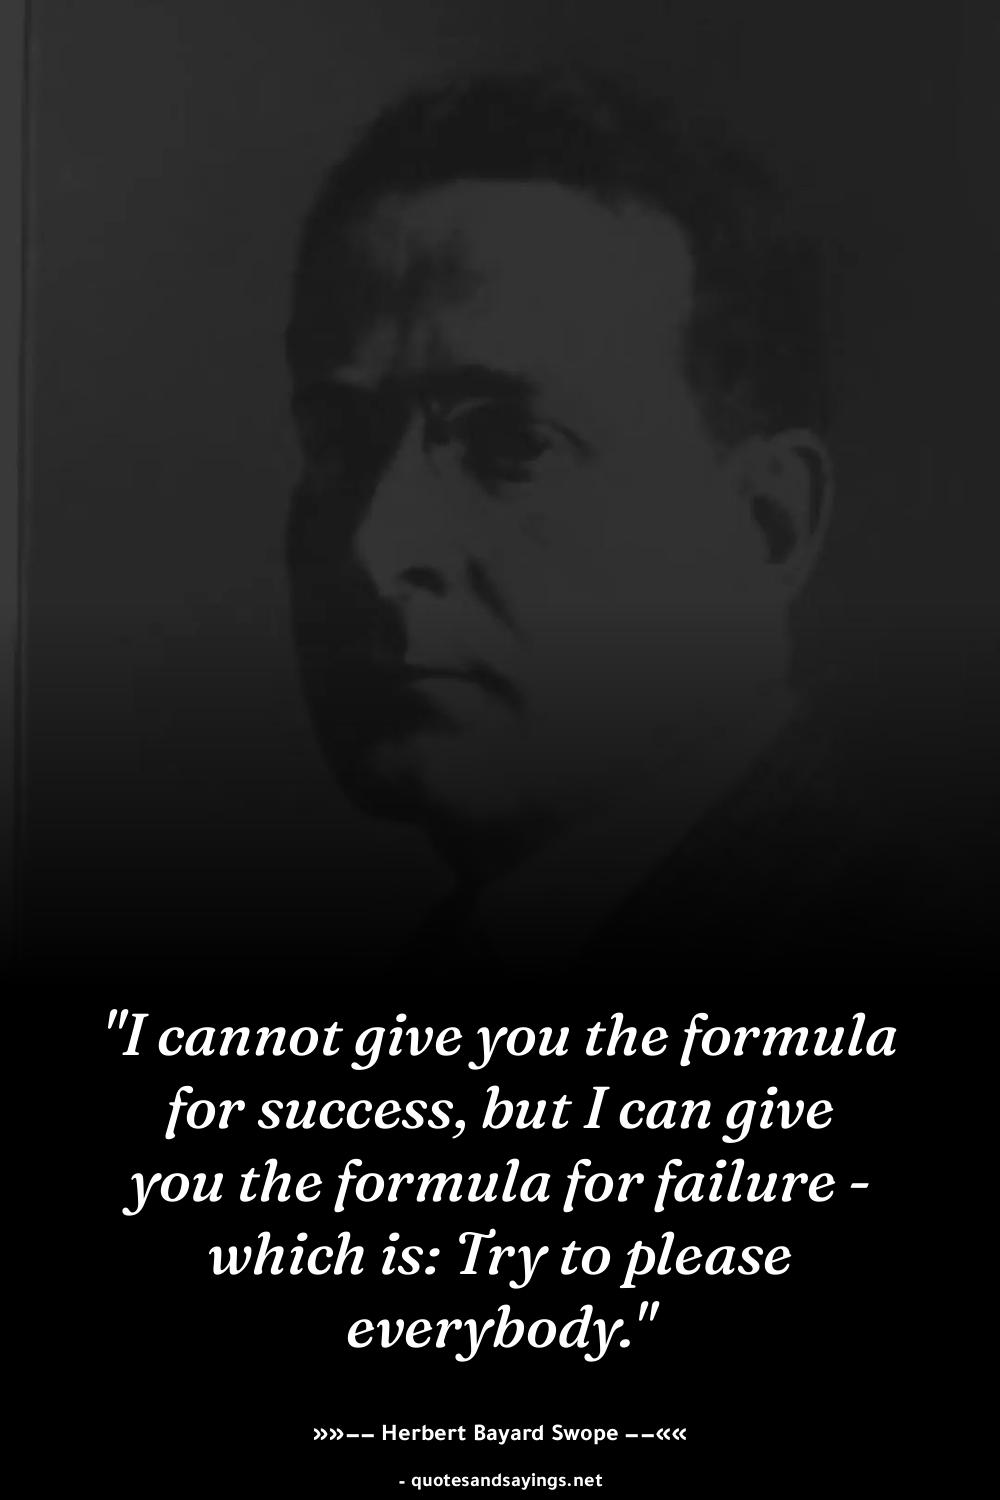 "I cannot give you the formula
for success, but I can give
you the formula for failure -
which is: Try to please
everybody."
»»–– Herbert Bayard Swope ––««
- quotesandsayings.net